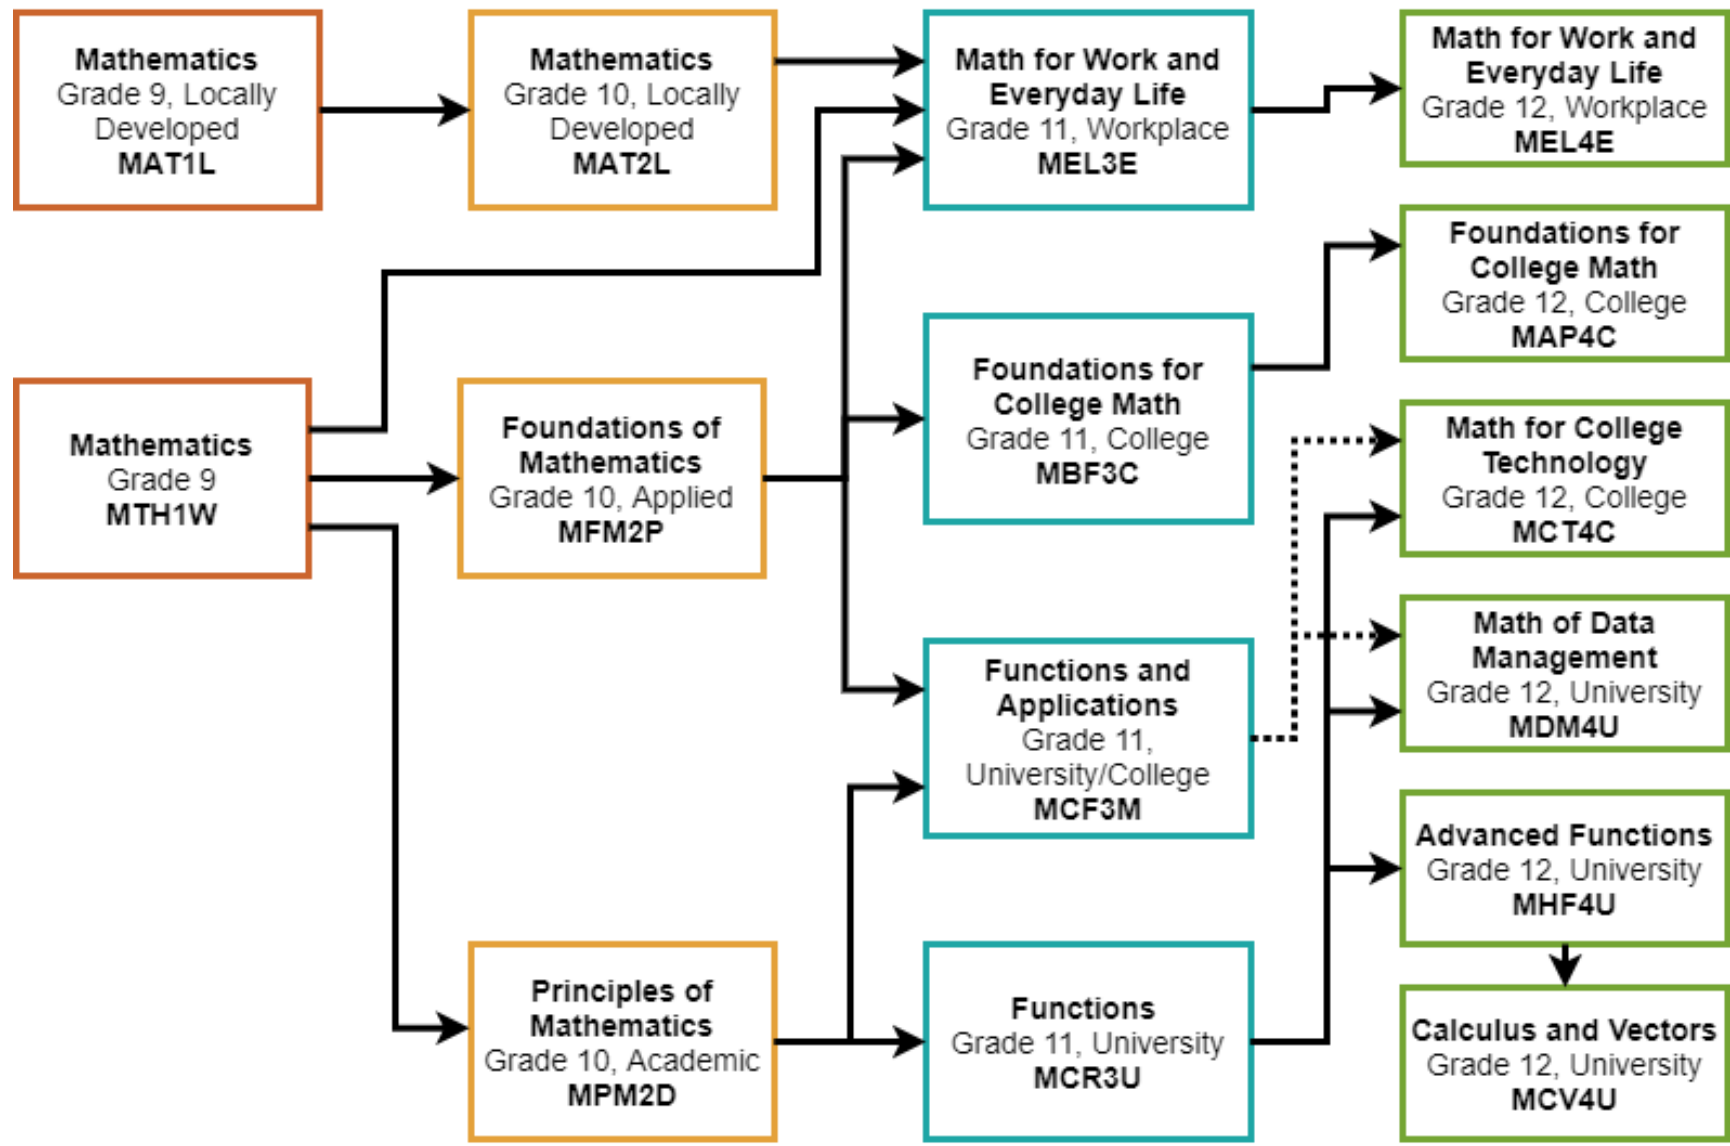 Mathematics
Grade 9, Locally
Developed
MAT1L
Mathematics
Grade 10, Locally
Developed
MAT2L
Math for Work and
Everyday Life
Grade 11, Workplace
MEL3E
Math for Work and
Everyday Life
Grade 12, Workplace
MEL4E
Foundations for
College Math
Grade 12, College
MAP4C
Mathematics
Grade 9
MTH1W
Foundations of
Mathematics
Grade 10, Applied
MFM2P
Foundations for
College Math
Grade 11, College
MBF3C
Math for College
Technology
Grade 12, College
MCT4C
Functions and
Applications
Grade 11,
University/College
MCF3M
Math of Data
Management
Grade 12, University
MDM4U
Advanced Functions
Grade 12, University
MHF4U
Principles of
Mathematics
Grade 10, Academic
MPM2D
Functions
Grade 11, University
MCR3U
Calculus and Vectors
Grade 12, University
MCV4U